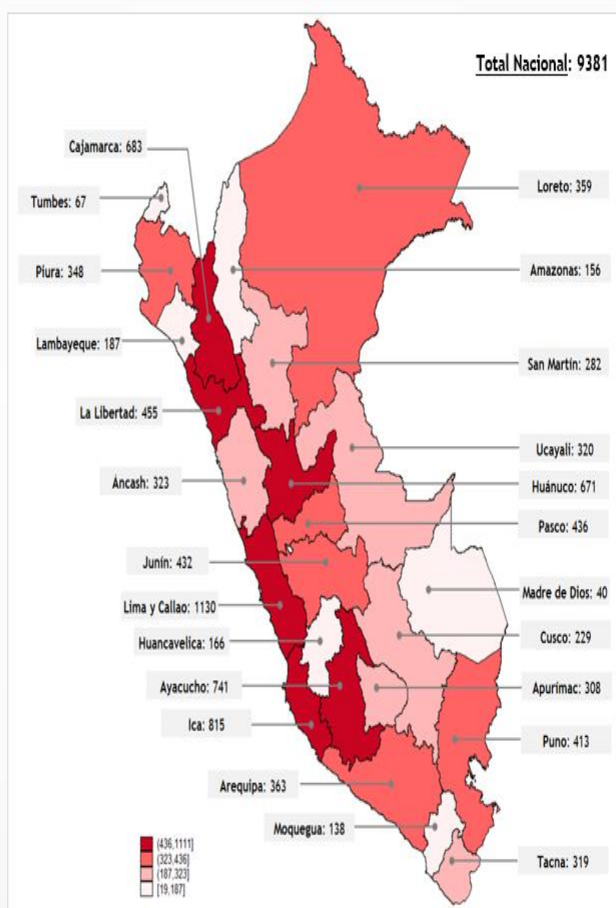 Total Nacional: 9381
Cajamarca: 683
Loreto: 359
Tumbes: 67
Piura: 348
Amazonas: 156
Lambayeque: 187
San Martín: 282
La Libertad: 455
Ucayali: 320
Áncash: 323
Huánuco: 671
Pasco: 436
Junín: 432
Madre de Dios: 40
Lima y Callao: 1130
Cusco: 229
Huancavelica: 166
Ayacucho: 741
Apurímac: 308
Ica: 815
Puno: 413
Arequipa: 363
Moquegua: 138
Tacna: 319
(436,1111]
(323,436]
(187,323]
[19,187]